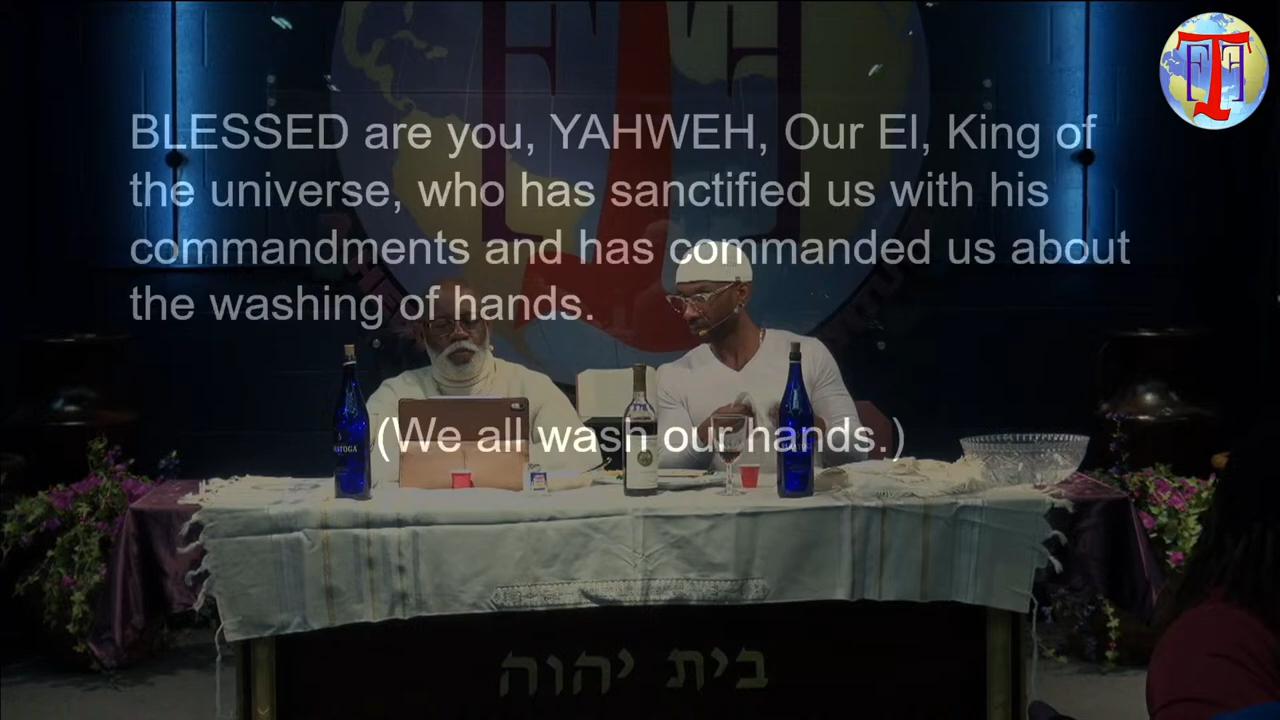 BLESSED are you, YAHWEH, Our El, King of
the universe, who has sanctified us with his
commandments and has commanded us about
the washing of hands.
(We all wash our hands.)
בית יהוה